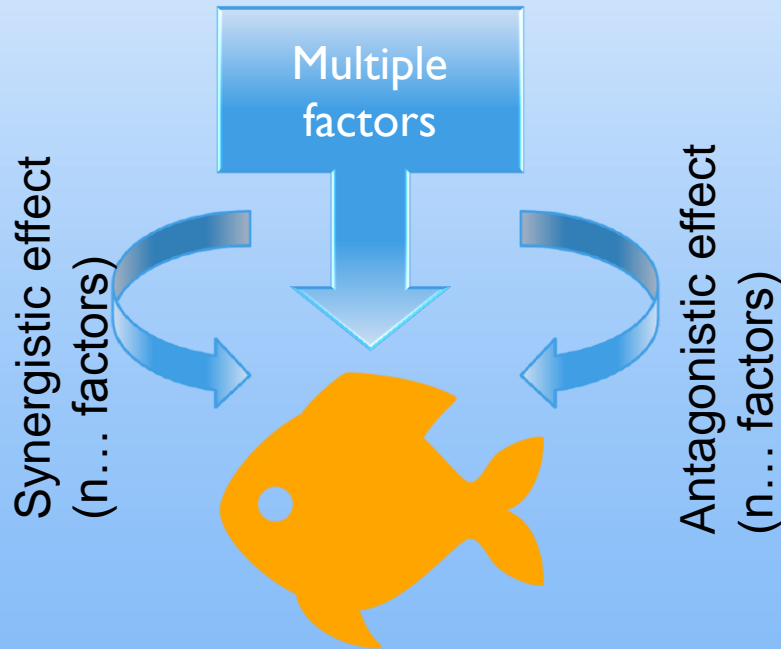 Multiple
factors
Synergistic effect
(n… factors)
Antagonistic effect
(n… factors)